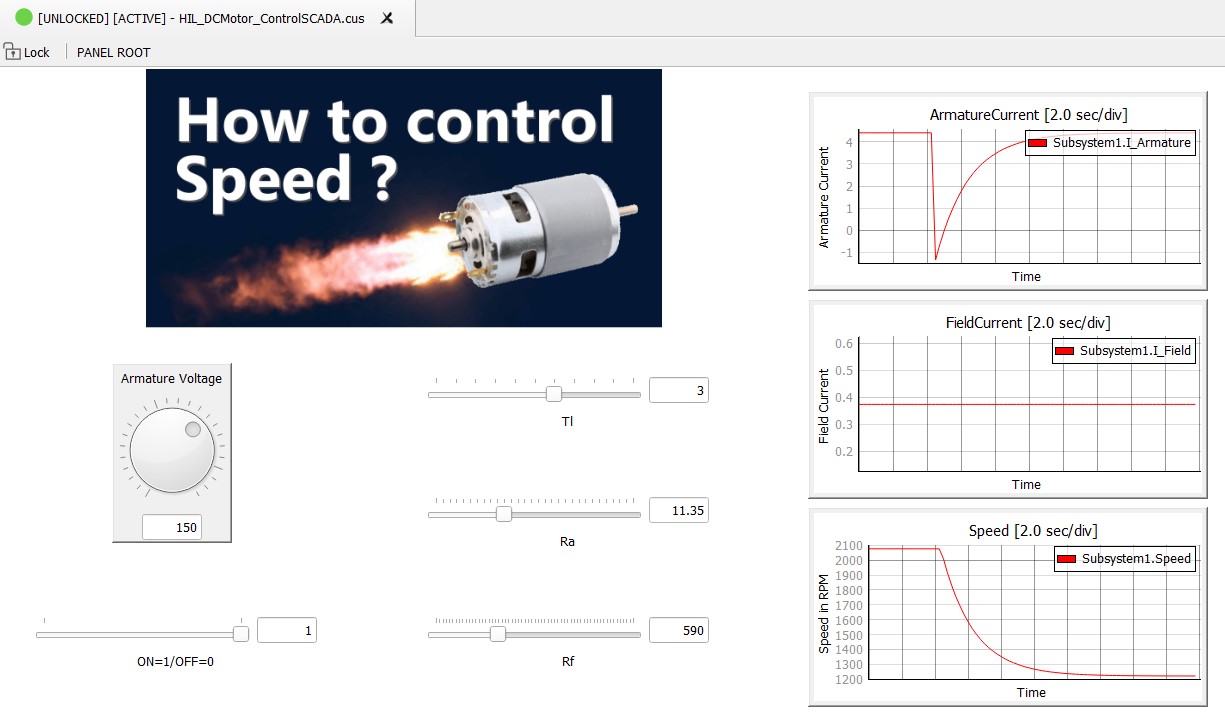 [UNLOCKED] [ACTIVE] - HIL_DCMotor_ControlSCADA.cus
Lock
PANEL ROOT
How to control
Speed ?
Armature Voltage
150
ON=1/OFF=0
1
Tl
3
Ra
11.35
Rf
590
ArmatureCurrent [2.0 sec/div]
Subsystem1.I_Armature
Armature Current
4
3
2
1
0
-1
Time
FieldCurrent [2.0 sec/div]
Subsystem1.I_Field
Field Current
0.6
0.5
0.4
0.3
0.2
Time
Speed [2.0 sec/div]
Subsystem1.Speed
Speed in RPM
2100
2000
1900
1800
1700
1600
1500
1400
1300
1200
Time